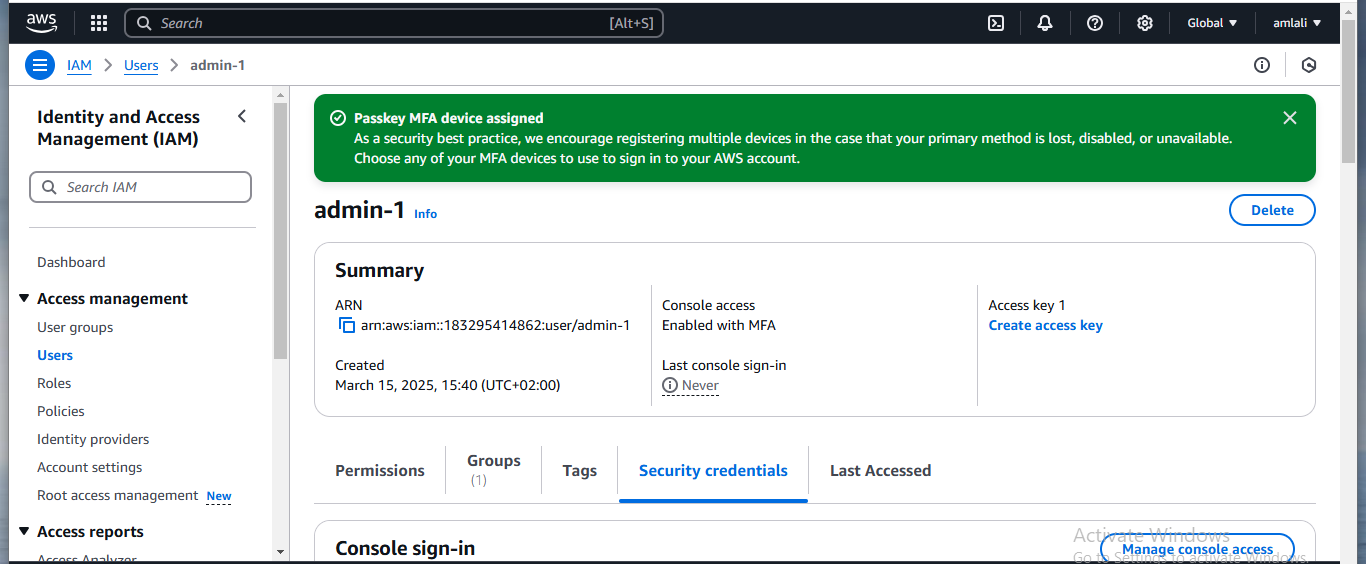 aws
Search [Alt+S]
Global
amlali
IAM
Users
admin-1
Identity and Access
Management (IAM)
Search IAM
Dashboard
Access management
User groups
Users
Roles
Policies
Identity providers
Account settings
Root access management New
Access reports
Access Analyzer
Passkey MFA device assigned
As a security best practice, we encourage registering multiple devices in the case that your primary method is lost, disabled, or unavailable.
Choose any of your MFA devices to use to sign in to your AWS account.
admin-1 Info
Delete
Summary
ARN
arn:aws:iam::183295414862:user/admin-1
Created
March 15, 2025, 15:40 (UTC+02:00)
Console access
Enabled with MFA
Last console sign-in
Never
Access key 1
Create access key
Permissions
Groups
(1)
Tags
Security credentials
Last Accessed
Console sign-in
Manage console access
Activate Windows
Go to Settings to activate Windows.